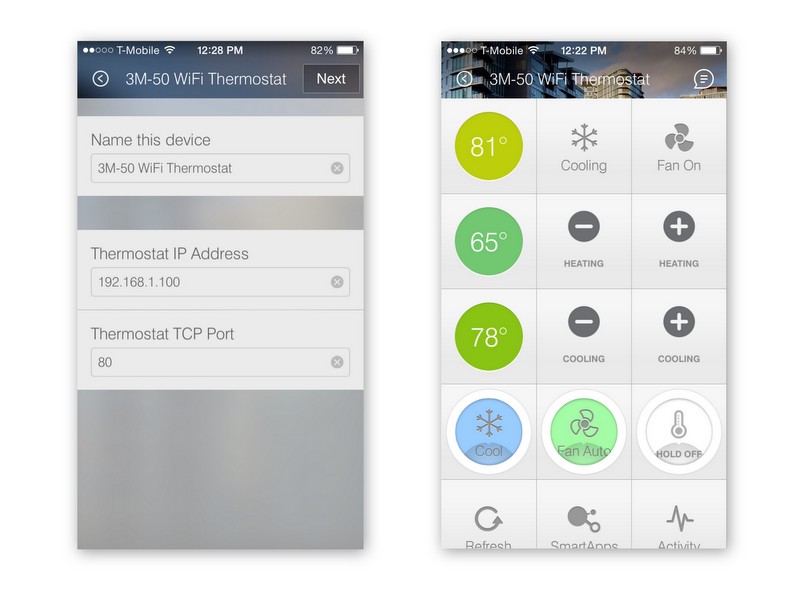 T-Mobile 12:28 PM 82%
3M-50 WiFi Thermostat Next
Name this device
3M-50 WiFi Thermostat
Thermostat IP Address
192.168.1.100
Thermostat TCP Port
80
T-Mobile 12:22 PM 84%
3M-50 WiFi Thermostat
81° Cooling Fan On
65° HEATING HEATING
78° COOLING COOLING
Cool Fan Auto HOLD OFF
Refresh SmartApps Activity